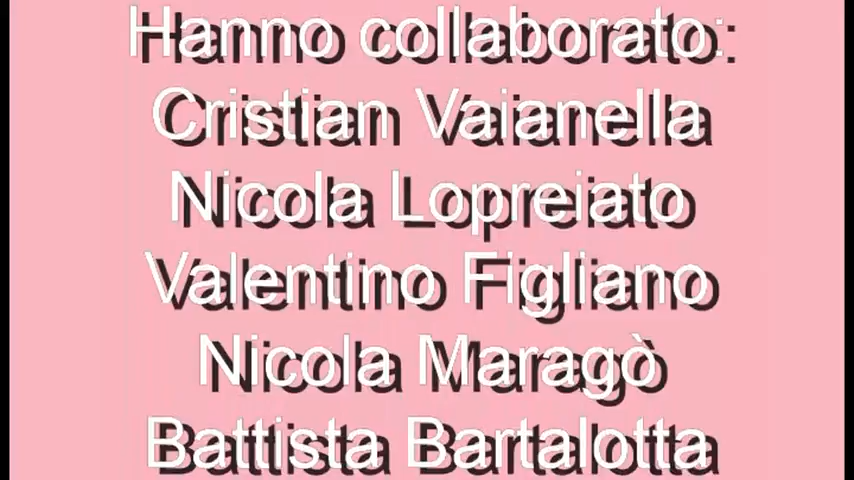 Hanno collaborato:
Cristian Vaianella
Nicola Lopreiato
Valentino Figliano
Nicola Maragò
Battista Bartalotta